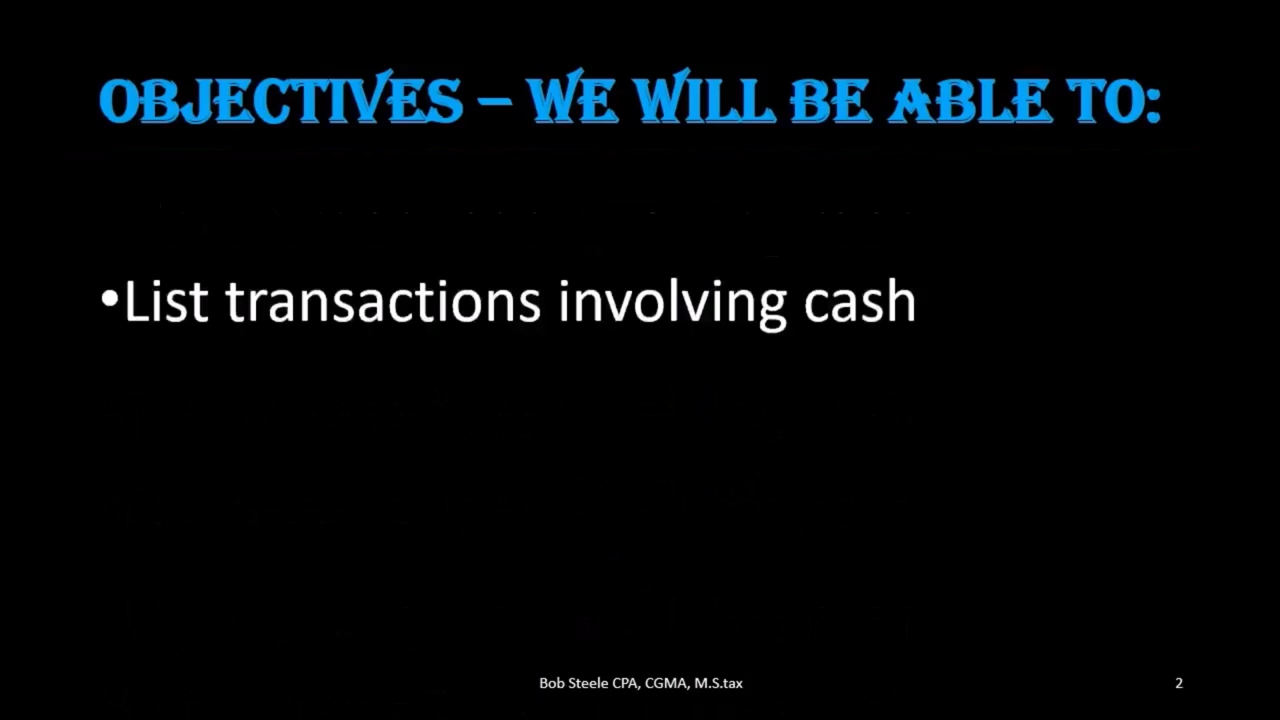 OBJECTIVES – WE WILL BE ABLE TO:
•List transactions involving cash
Bob Steele CPA, CGMA, M.S.tax
2